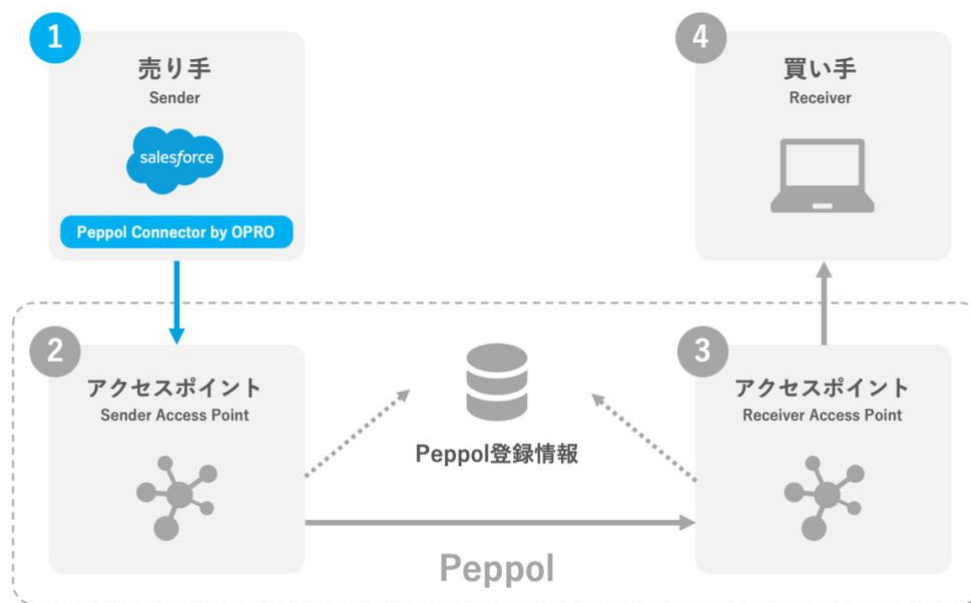 1
売り手
Sender
salesforce
Peppol Connector by OPRO
4
買い手
Receiver
2
アクセスポイント
Sender Access Point
Peppol登録情報
3
アクセスポイント
Receiver Access Point
Peppol